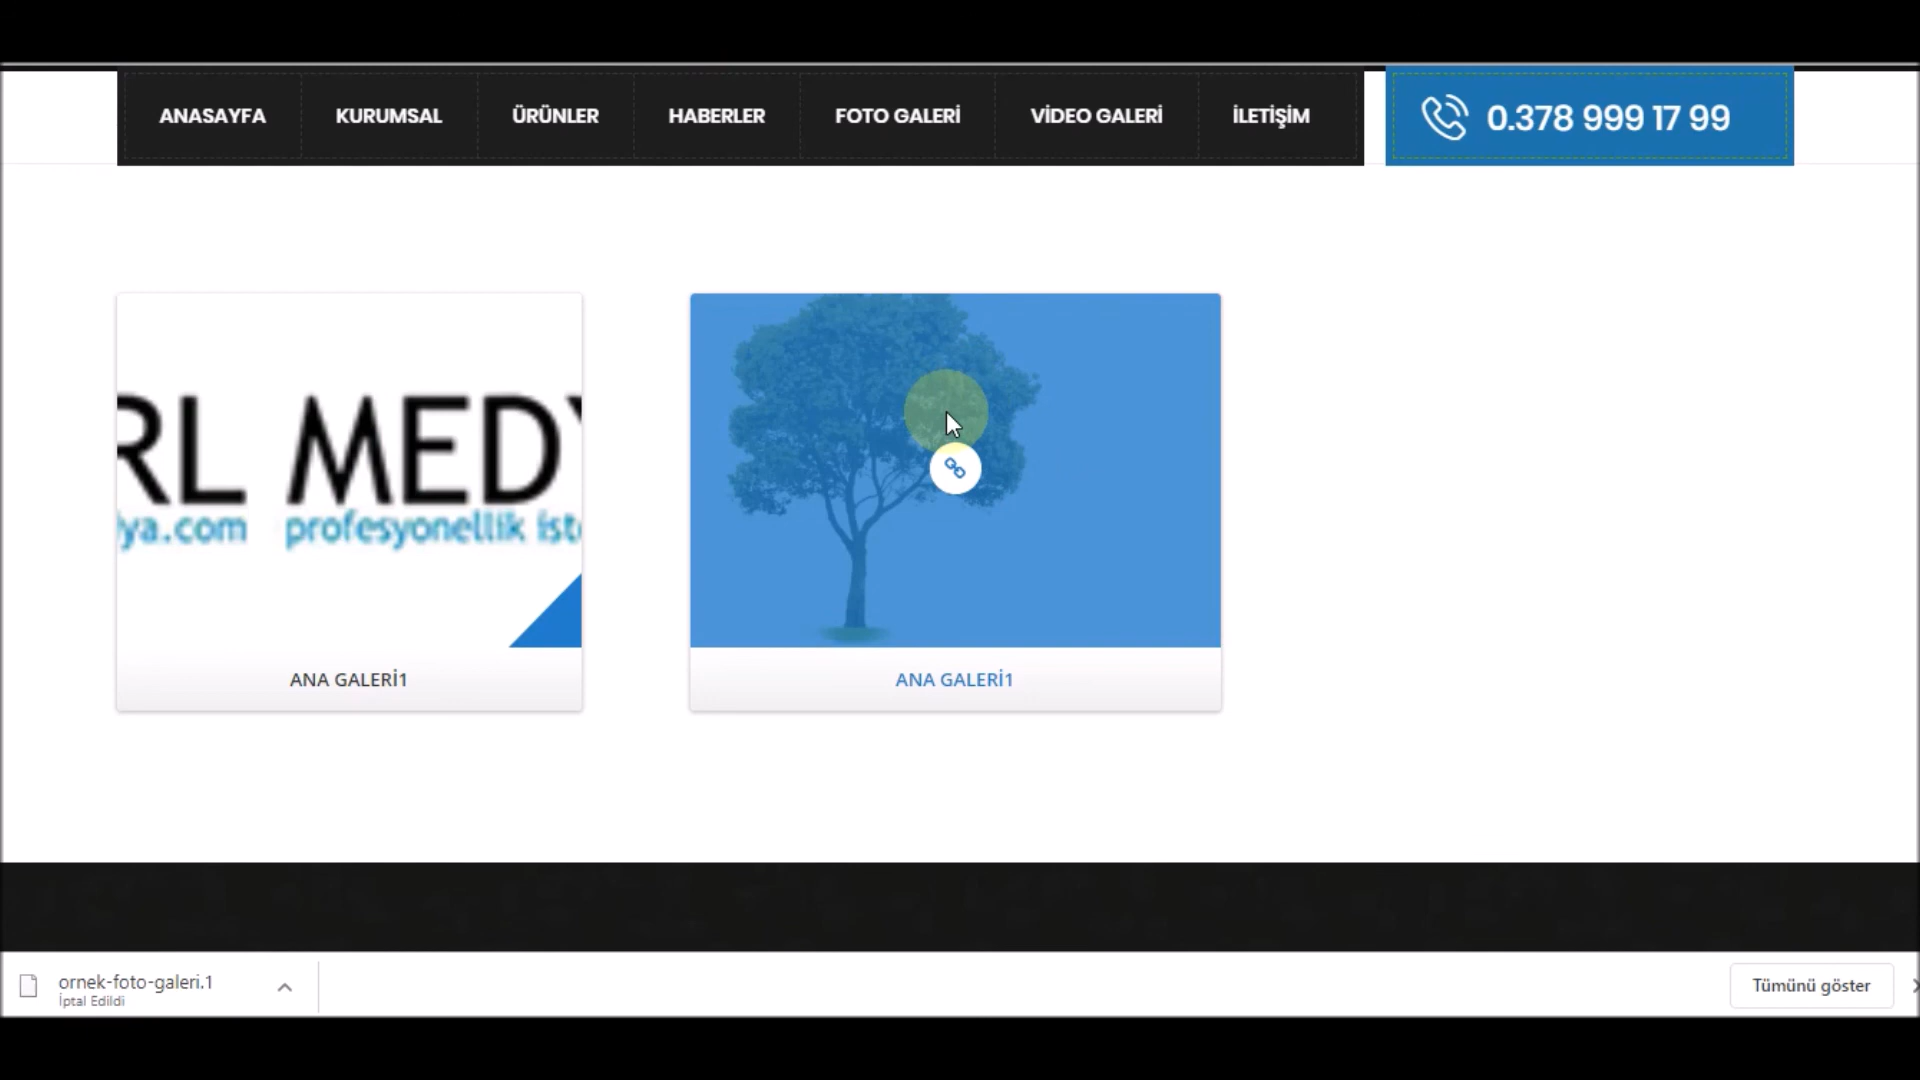 ANASAYFA KURUMSAL ÜRÜNLER HABERLER FOTO GALERİ VİDEO GALERİ İLETİŞİM 0.378 999 17 99
RL MEDY
ya.com profesyonellik ist
ANA GALERİ1
ANA GALERİ1
ornek-foto-galeri.1
İptal Edildi
Tümünü göster